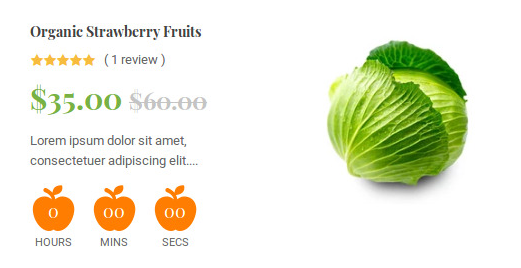 Organic Strawberry Fruits
( 1 review )
$35.00 $60.00
Lorem ipsum dolor sit amet,
consectetuer adipiscing elit....
0 00 00
HOURS MINS SECS